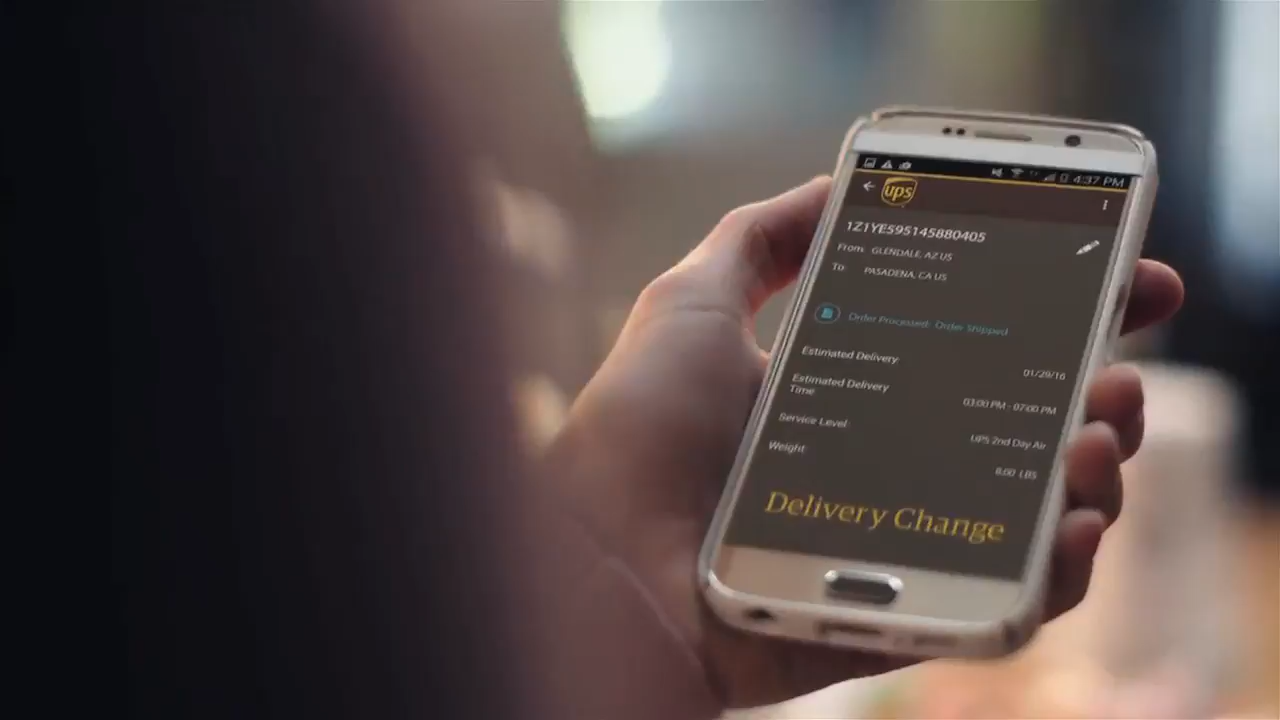 4:37 PM
ups
1Z1YE595145880405
From: GLENDALE, AZ US
To: PASADENA, CA US
Order Processed: Order Shipped
Estimated Delivery 01/29/16
Estimated Delivery Time 03:00 PM - 07:00 PM
Service Level: UPS 2nd Day Air
Weight: 8.00 LBS
Delivery Change